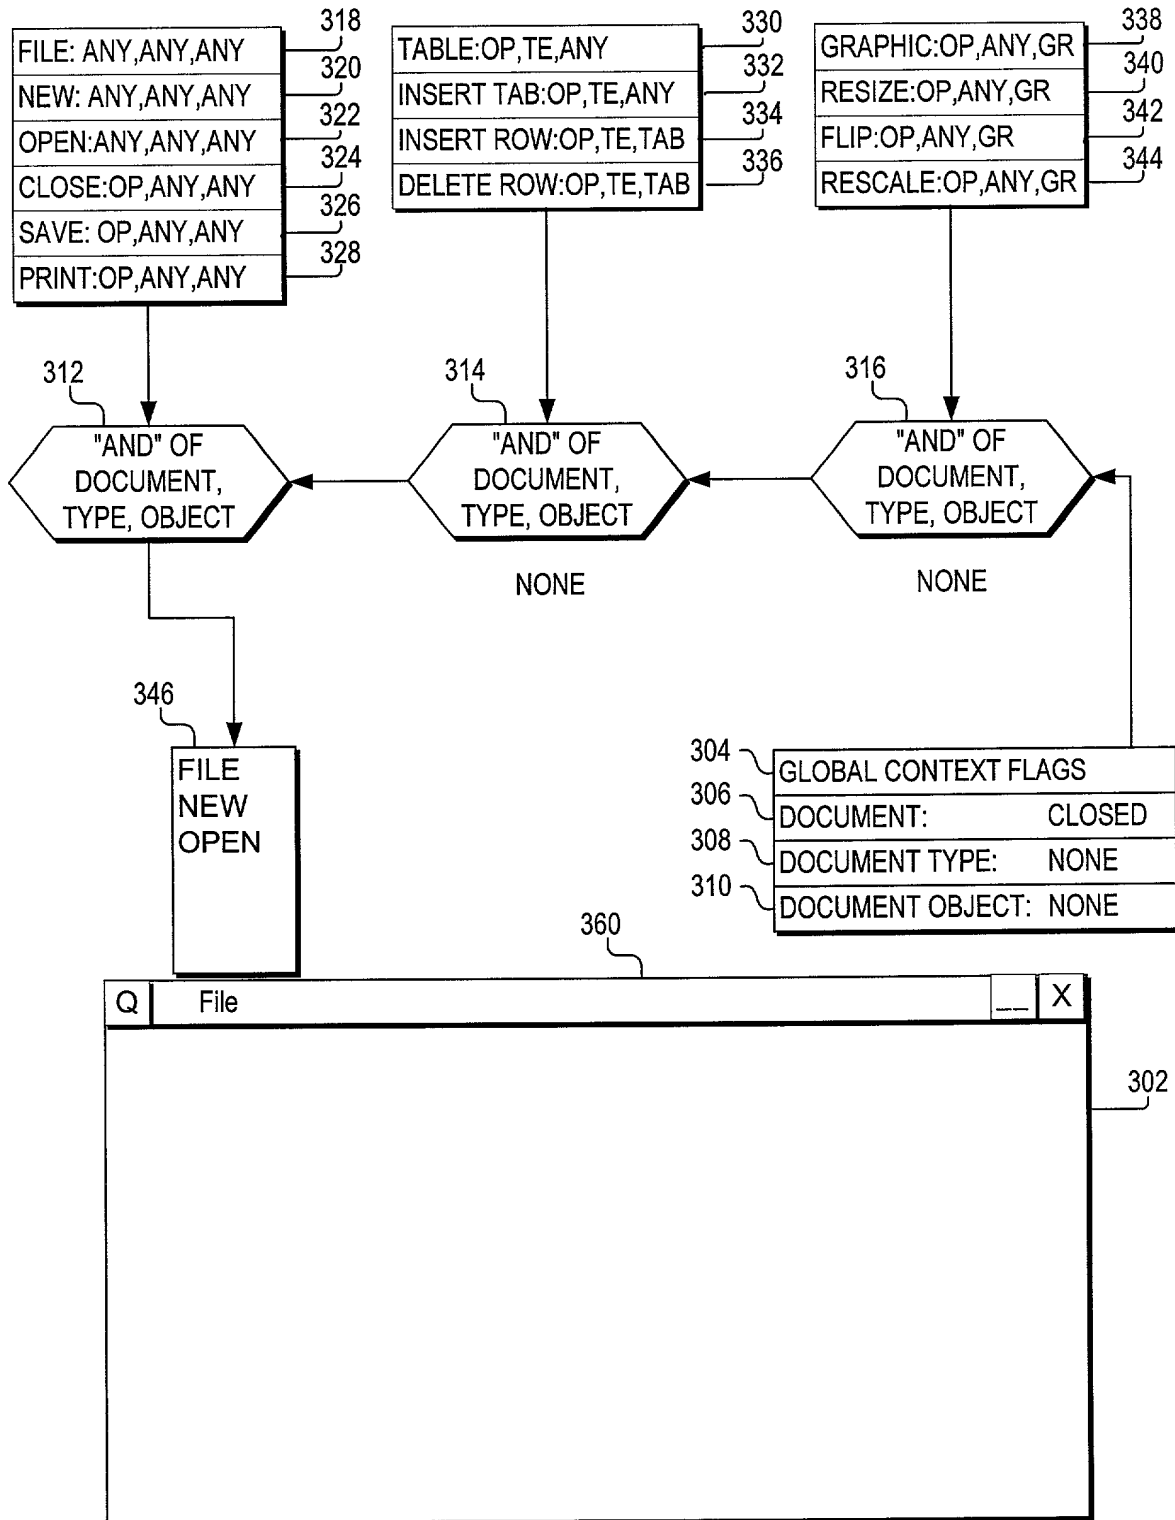 FILE: ANY,ANY,ANY
318
NEW: ANY,ANY,ANY
320
OPEN:ANY,ANY,ANY
322
CLOSE:OP,ANY,ANY
324
SAVE: OP,ANY,ANY
326
PRINT:OP,ANY,ANY
328
TABLE:OP,TE,ANY
330
INSERT TAB:OP,TE,ANY
332
INSERT ROW:OP,TE,TAB
334
DELETE ROW:OP,TE,TAB
336
GRAPHIC:OP,ANY,GR
338
RESIZE:OP,ANY,GR
340
FLIP:OP,ANY,GR
342
RESCALE:OP,ANY,GR
344
312
"AND" OF
DOCUMENT,
TYPE, OBJECT
314
"AND" OF
DOCUMENT,
TYPE, OBJECT
NONE
316
"AND" OF
DOCUMENT,
TYPE, OBJECT
NONE
346
FILE
NEW
OPEN
304
GLOBAL CONTEXT FLAGS
306
DOCUMENT: CLOSED
308
DOCUMENT TYPE: NONE
310
DOCUMENT OBJECT: NONE
360
Q File __ X
302